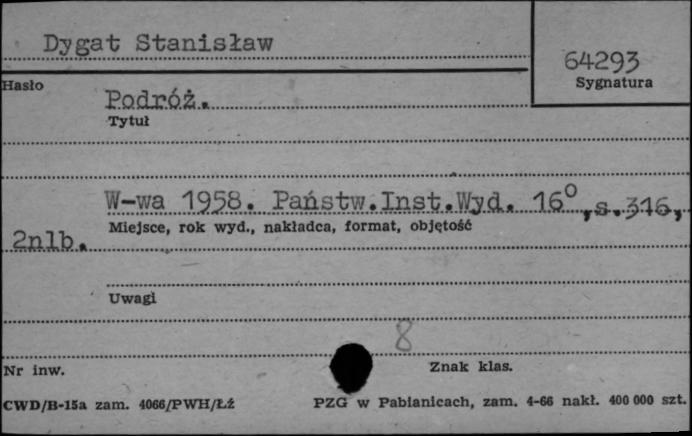 Dygat Stanisław
64293
Hasło
Sygnatura
Podróż.
Tytuł
W-wa 1958. Państw.Inst.Wyd. 16°,s.316,
Miejsce, rok wyd., nakładca, format, objętość
2nlb.
Uwagi
8
Nr inw.
Znak klas.
CWD/B-15a zam. 4066/PWH/Łź
PZG w Pabianicach, zam. 4-66 nakł. 400 000 szt.